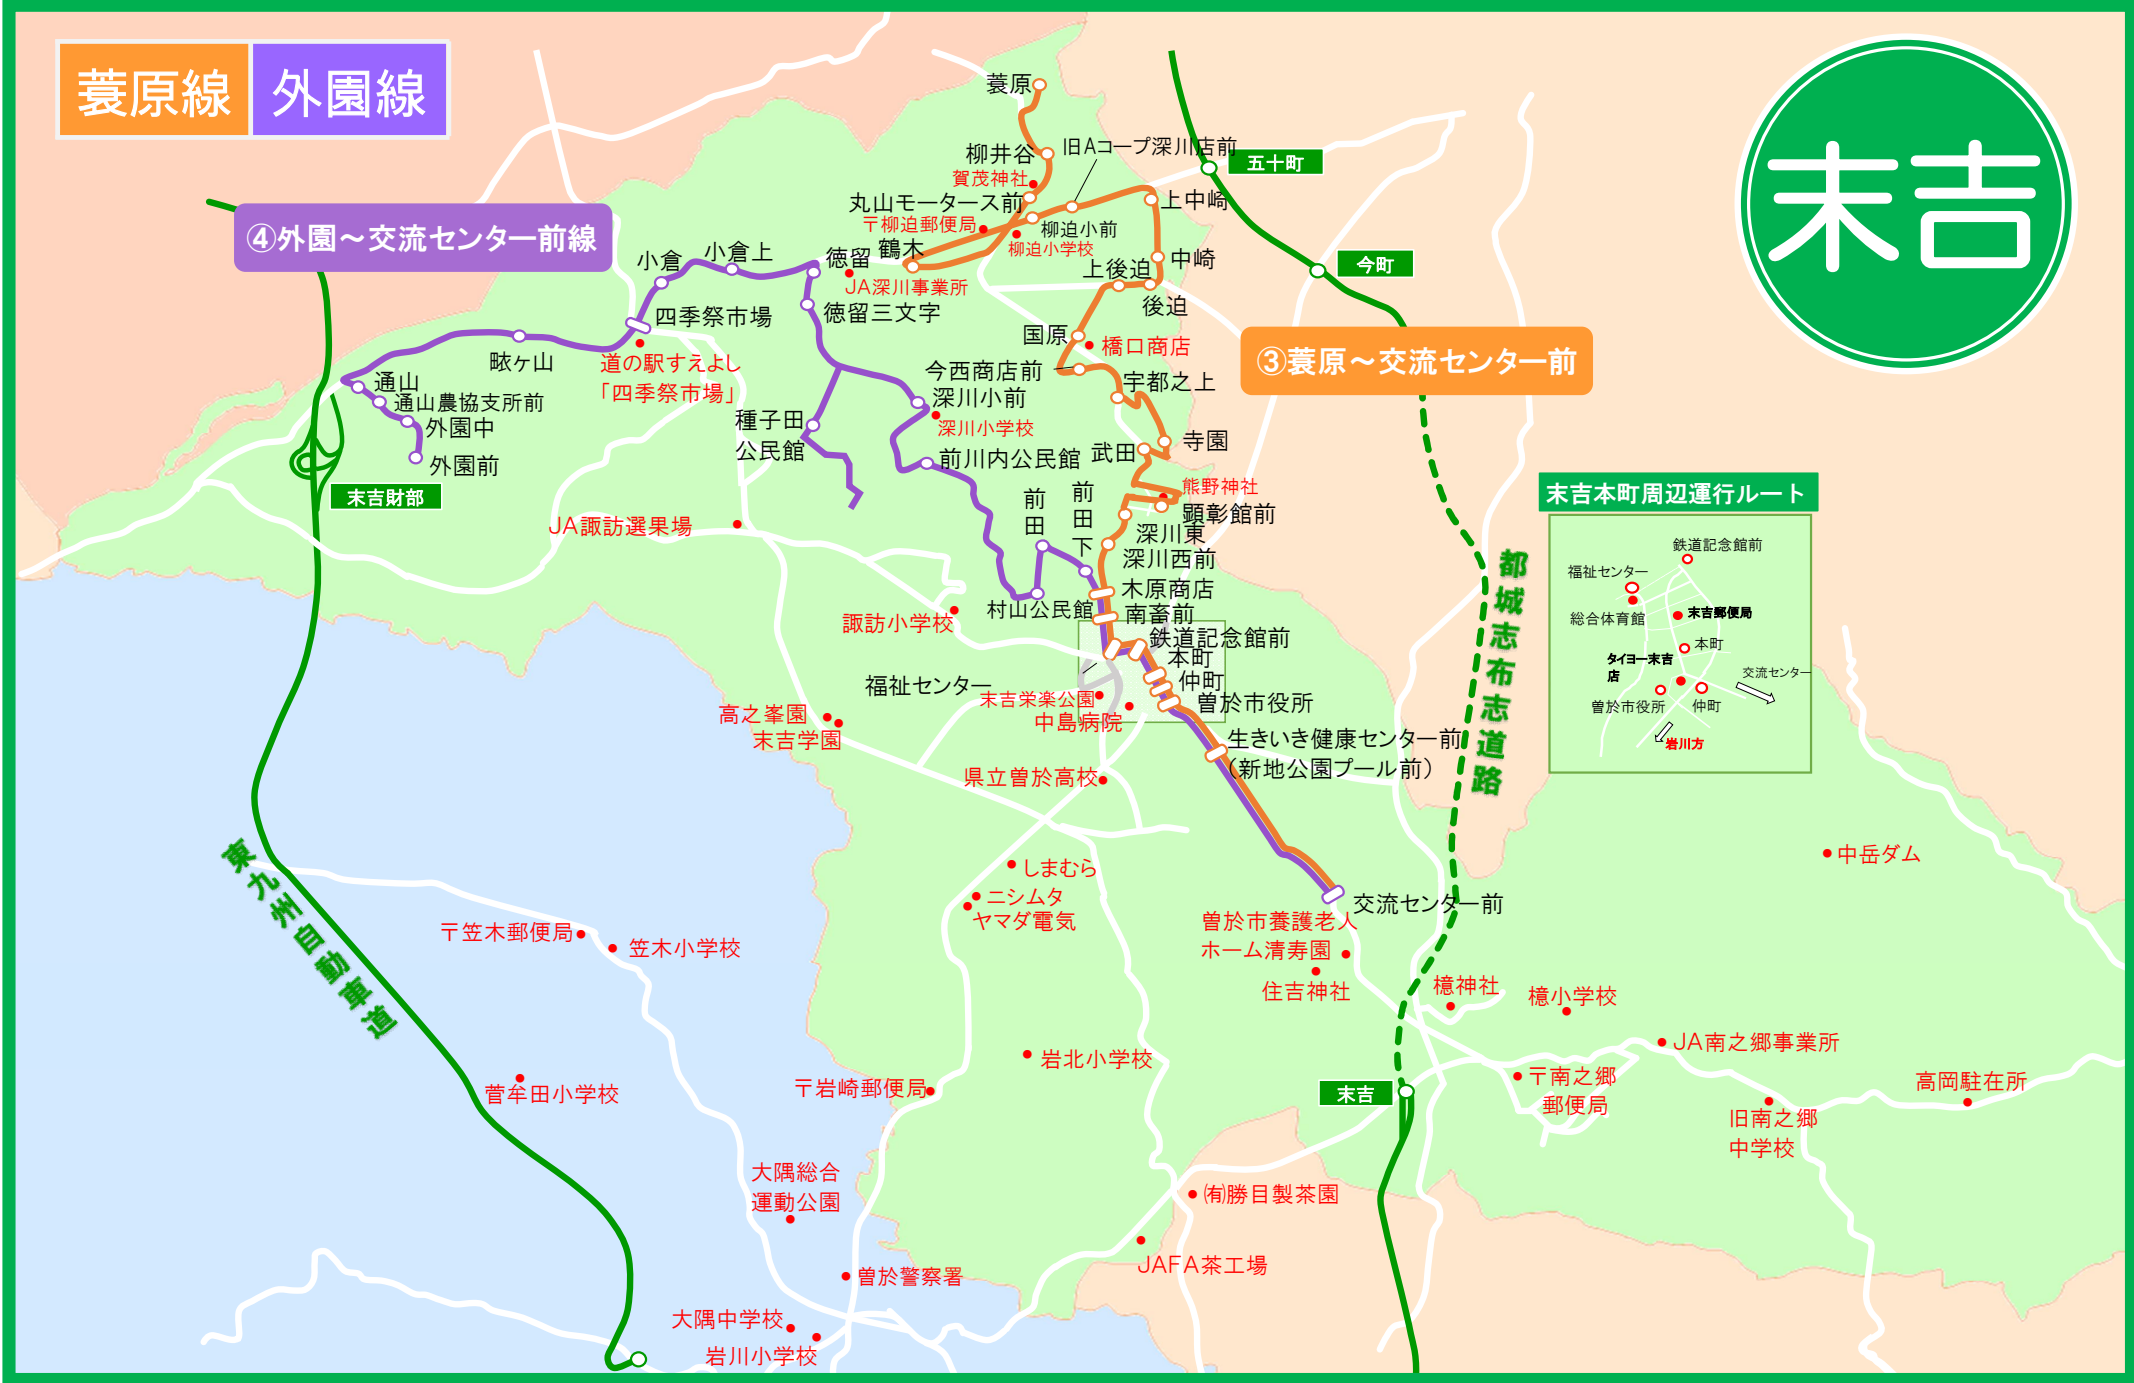 蓑原線
外園線
末吉
④外園～交流センター前線
③蓑原～交流センター前
蓑原
柳井谷
旧Aコープ深川店前
賀茂神社
五十町
丸山モータース前
上中崎
〒柳迫郵便局
柳迫小前
柳迫小学校
鶴木
徳留
小倉上
小倉
JA深川事業所
中崎
上後迫
後迫
今町
徳留三文字
四季祭市場
国原
橋口商店
畩ヶ山
道の駅すえよし
「四季祭市場」
今西商店前
宇都之上
通山
通山農協支所前
外園中
外園前
深川小前
深川小学校
種子田
公民館
寺園
武田
前川内公民館
末吉財部
熊野神社
顕彰館前
前田
前田下
深川東
深川西前
JA諏訪選果場
木原商店
南畜前
村山公民館
諏訪小学校
鉄道記念館前
本町
仲町
曽於市役所
福祉センター
末吉栄楽公園
中島病院
高之峯園
末吉学園
生きいき健康センター前
(新地公園プール前)
県立曽於高校
都城志布志道路
末吉本町周辺運行ルート
鉄道記念館前
福祉センター
総合体育館
末吉郵便局
本町
タイヨー末吉
店
交流センター
曽於市役所
仲町
岩川方
東九州自動車道
しまむら
ニシムタ
ヤマダ電気
中岳ダム
交流センター前
曽於市養護老人
ホーム清寿園
住吉神社
〒笠木郵便局
笠木小学校
檍神社
檍小学校
JA南之郷事業所
岩北小学校
菅牟田小学校
〒岩崎郵便局
末吉
〒南之郷
郵便局
高岡駐在所
旧南之郷
中学校
大隅総合
運動公園
㈲勝目製茶園
JAFA茶工場
曽於警察署
大隅中学校
岩川小学校